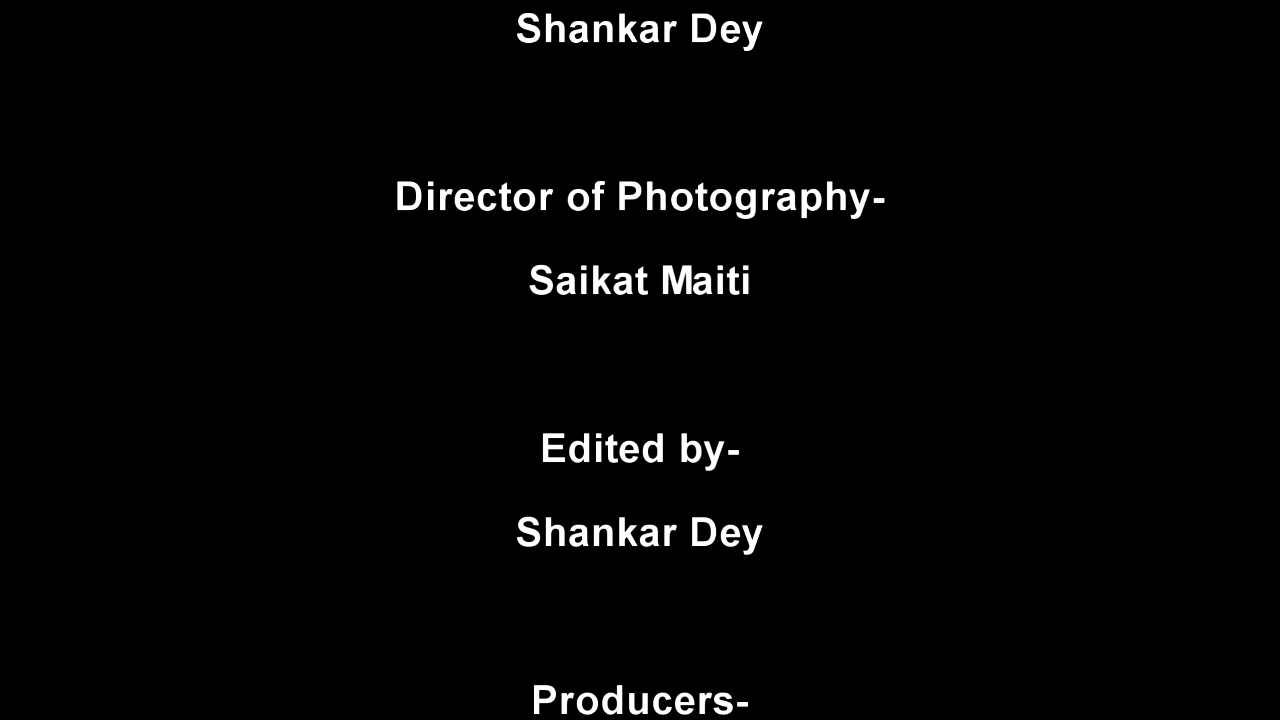 Shankar Dey
Director of Photography-
Saikat Maiti
Edited by-
Shankar Dey
Producers-